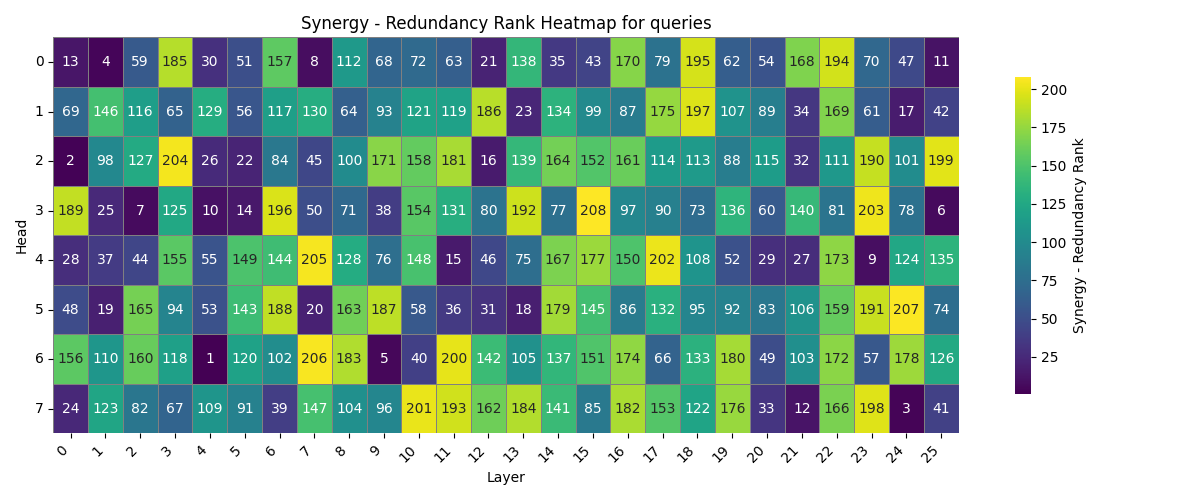 Synergy - Redundancy Rank Heatmap for queries
0 13 4 59 185 30 51 157 8 112 68 72 63 21 138 35 43 170 79 195 62 54 168 194 70 47 11
1 69 146 116 65 129 56 117 130 64 93 121 119 186 23 134 99 87 175 197 107 89 34 169 61 17 42
2 2 98 127 204 26 22 84 45 100 171 158 181 16 139 164 152 161 114 113 88 115 32 111 190 101 199
3 189 25 7 125 10 14 196 50 71 38 154 131 80 192 77 208 97 90 73 136 60 140 81 203 78 6
4 28 37 44 155 55 149 144 205 128 76 148 15 46 75 167 177 150 202 108 52 29 27 173 9 124 135
5 48 19 165 94 53 143 188 20 163 187 58 36 31 18 179 145 86 132 95 92 83 106 159 191 207 74
6 156 110 160 118 1 120 102 206 183 5 40 200 142 105 137 151 174 66 133 180 49 103 172 57 178 126
7 24 123 82 67 109 91 39 147 104 96 201 193 162 184 141 85 182 153 122 176 33 12 166 198 3 41
Head
0 1 2 3 4 5 6 7 8 9 10 11 12 13 14 15 16 17 18 19 20 21 22 23 24 25
Layer
200
175
150
125
100
75
50
25
Synergy - Redundancy Rank